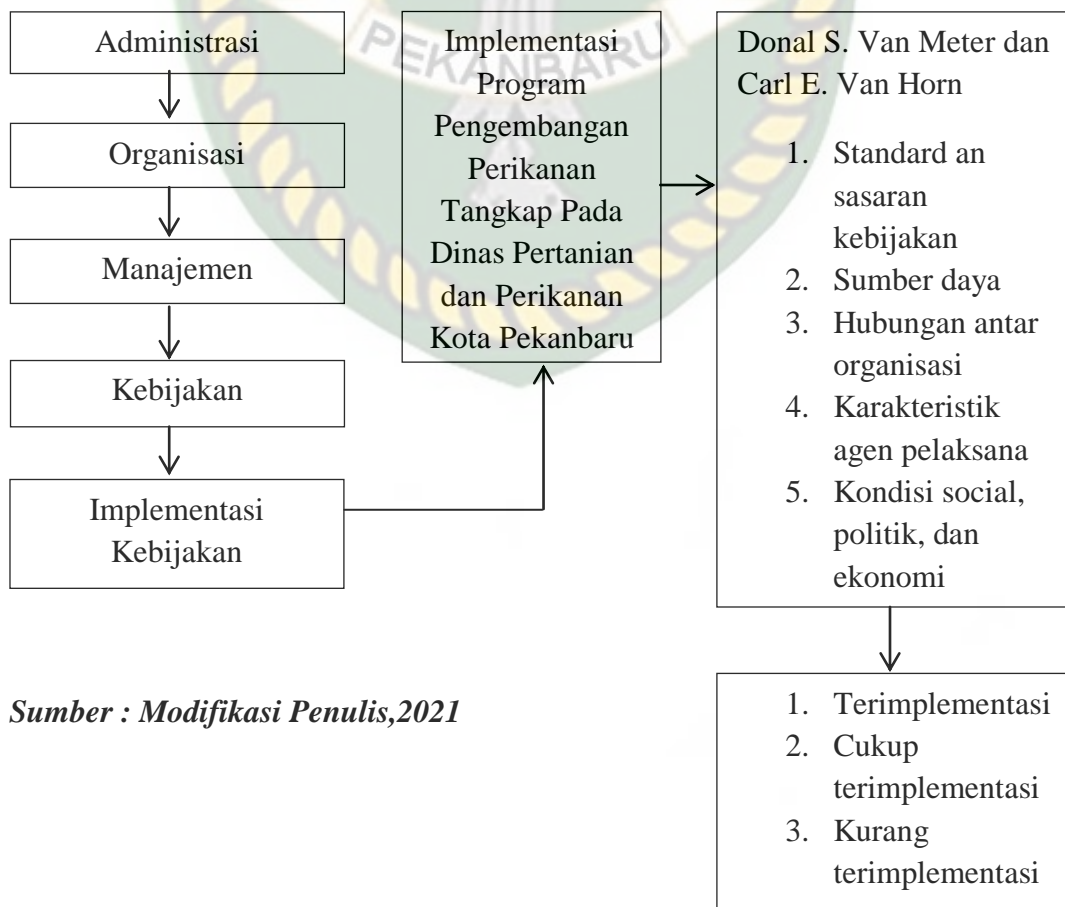 Administrasi
Organisasi
Manajemen
Kebijakan
Implementasi
Kebijakan
PEKANBARU
Implementasi
Program
Pengembangan
Perikanan
Tangkap Pada
Dinas Pertanian
dan Perikanan
Kota Pekanbaru
Donal S. Van Meter dan
Carl E. Van Horn
1. Standard an
sasaran
kebijakan
2. Sumber daya
3. Hubungan antar
organisasi
4. Karakteristik
agen pelaksana
5. Kondisi social,
politik, dan
ekonomi
1. Terimplementasi
2. Cukup
terimplementasi
3. Kurang
terimplementasi
Sumber : Modifikasi Penulis,2021